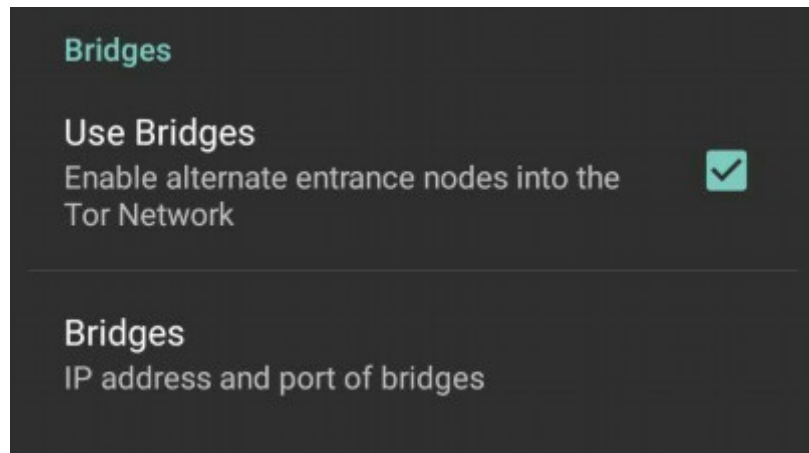 Bridges
Use Bridges
Enable alternate entrance nodes into the
Tor Network
Bridges
IP address and port of bridges